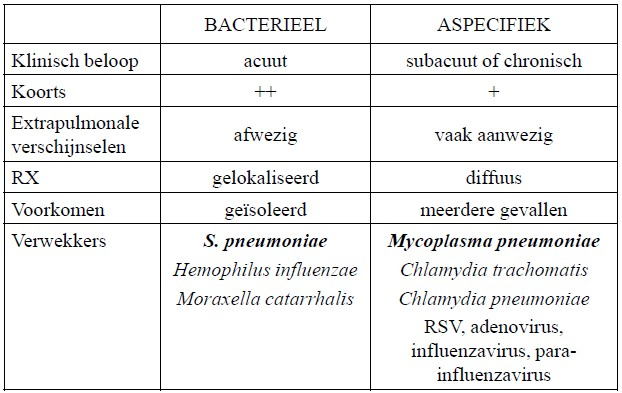 BACTERIEEL ASPECIFIEK
Klinisch beloop acuut subacuut of chronisch
Koorts ++ +
Extrapulmonale verschijnselen afwezig vaak aanwezig
RX gelokaliseerd diffuus
Voorkomen geïsoleerd meerdere gevallen
Verwekkers S. pneumoniae Mycoplasma pneumoniae
Hemophilus influenzae Chlamydia trachomatis
Moraxella catarrhalis Chlamydia pneumoniae
RSV, adenovirus,
influenzavirus, para-
influenzavirus